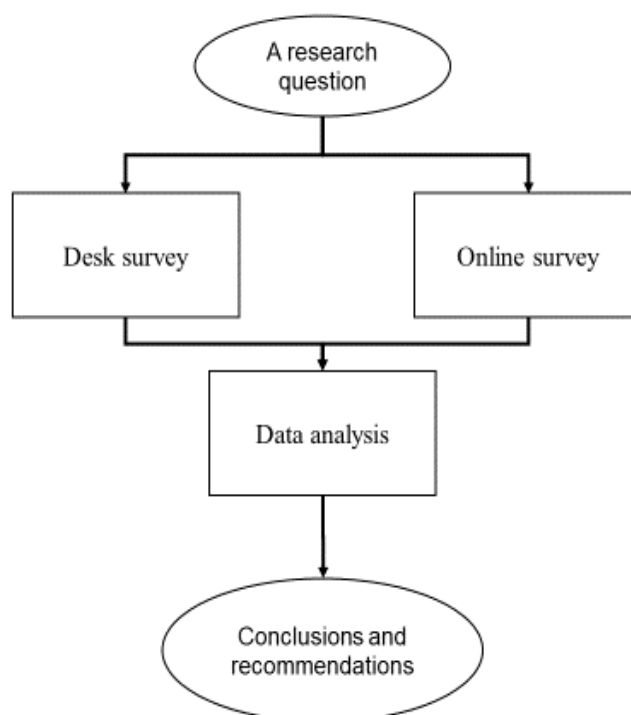 A research
question
Desk survey
Online survey
Data analysis
Conclusions and
recommendations